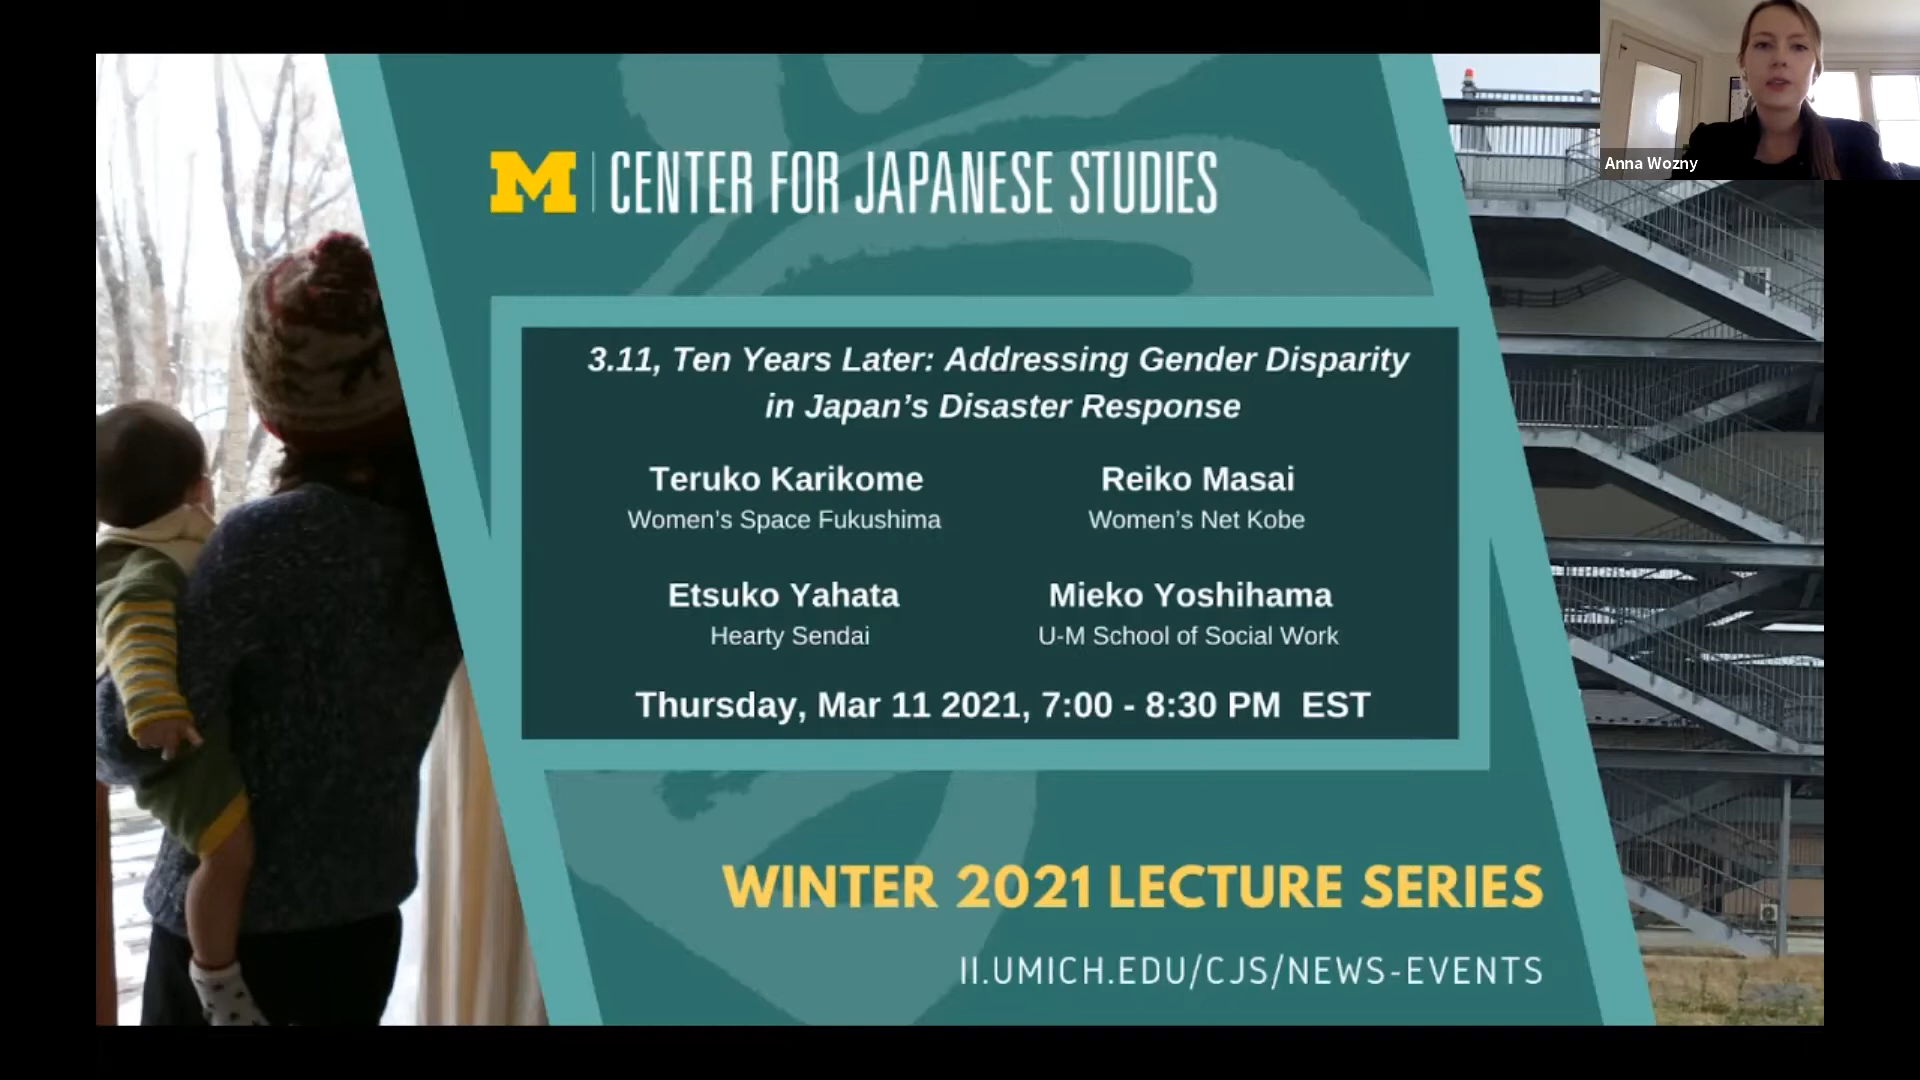 Anna Wozny
M CENTER FOR JAPANESE STUDIES
3.11, Ten Years Later: Addressing Gender Disparity
in Japan’s Disaster Response
Teruko Karikome
Women’s Space Fukushima
Reiko Masai
Women’s Net Kobe
Etsuko Yahata
Hearty Sendai
Mieko Yoshihama
U-M School of Social Work
Thursday, Mar 11 2021, 7:00 - 8:30 PM EST
WINTER 2021 LECTURE SERIES
II.UMICH.EDU/CJS/NEWS-EVENTS